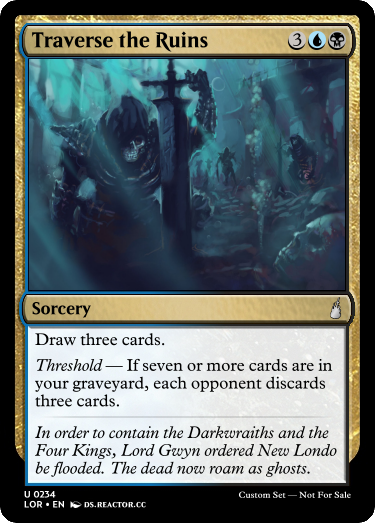 Traverse the Ruins 3
Sorcery
Draw three cards.
Threshold — If seven or more cards are in
your graveyard, each opponent discards
three cards.
In order to contain the Darkwraiths and the
Four Kings, Lord Gwyn ordered New Londo
be flooded. The dead now roam as ghosts.
U 0234
LOR • EN DS.REACTOR.CC
Custom Set — Not For Sale